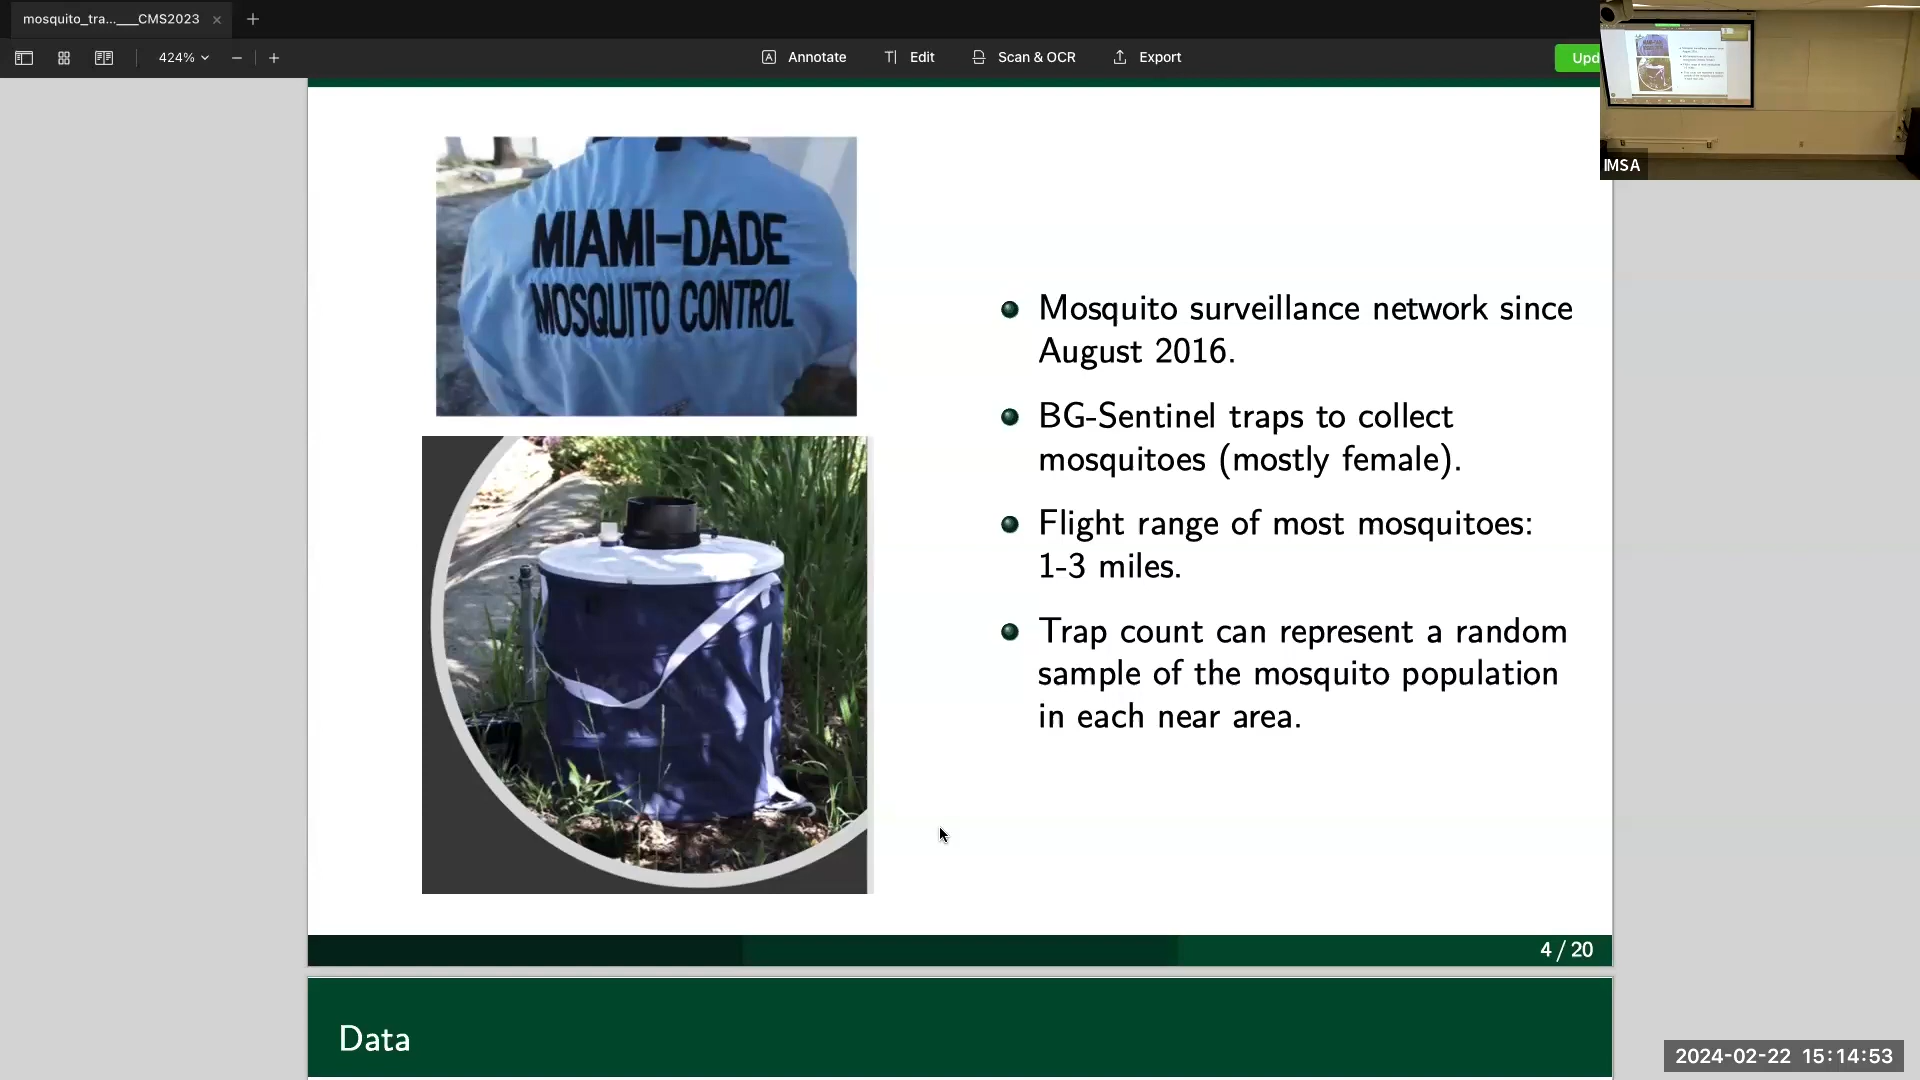 mosquito_tra...___CMS2023
424%
Annotate
Edit
Scan & OCR
Export
Upd
IMSA
MIAMI-DADE
MOSQUITO CONTROL
Mosquito surveillance network since
August 2016.
BG-Sentinel traps to collect
mosquitoes (mostly female).
Flight range of most mosquitoes:
1-3 miles.
Trap count can represent a random
sample of the mosquito population
in each near area.
4 / 20
Data
2024-02-22 15:14:53